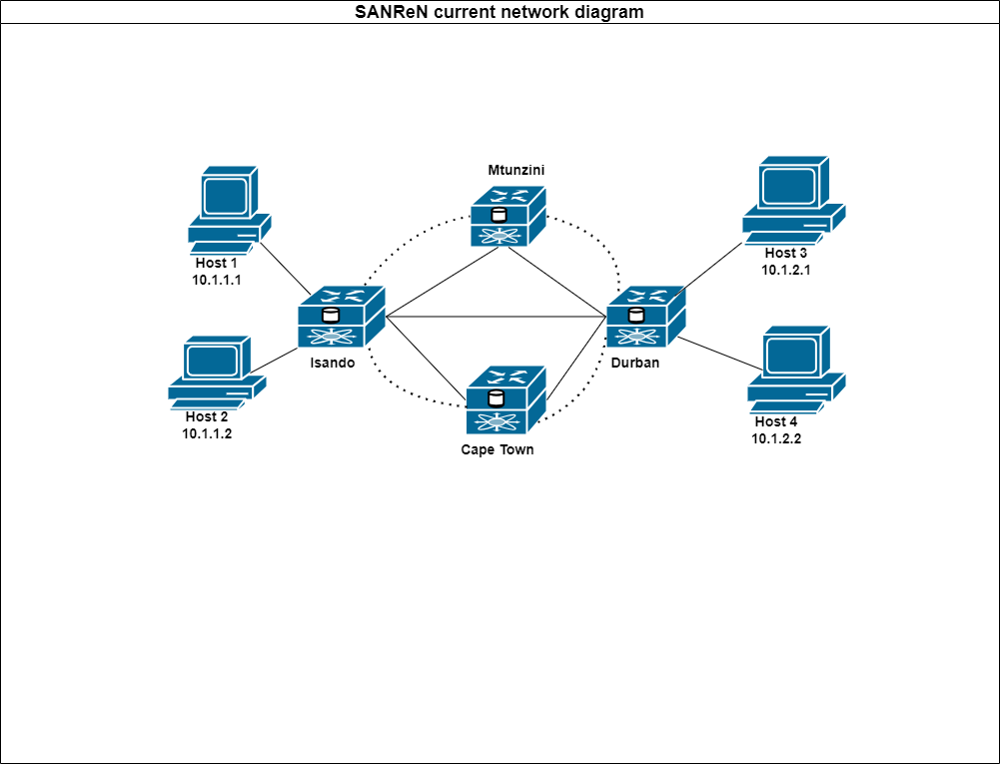 SANReN current network diagram
Mtunzini
Host 1
10.1.1.1
Host 3
10.1.2.1
Isando
Durban
Host 2
10.1.1.2
Host 4
10.1.2.2
Cape Town